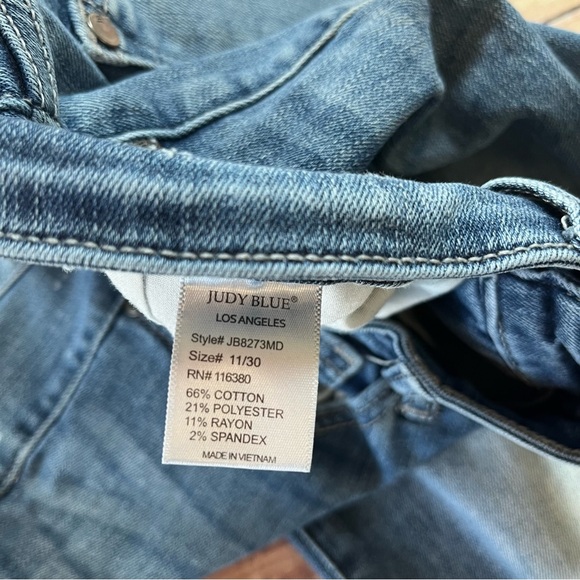 JUDY BLUE®
LOS ANGELES
Style# JB8273MD
Size# 11/30
RN# 116380
66% COTTON
21% POLYESTER
11% RAYON
2% SPANDEX
MADE IN VIETNAM